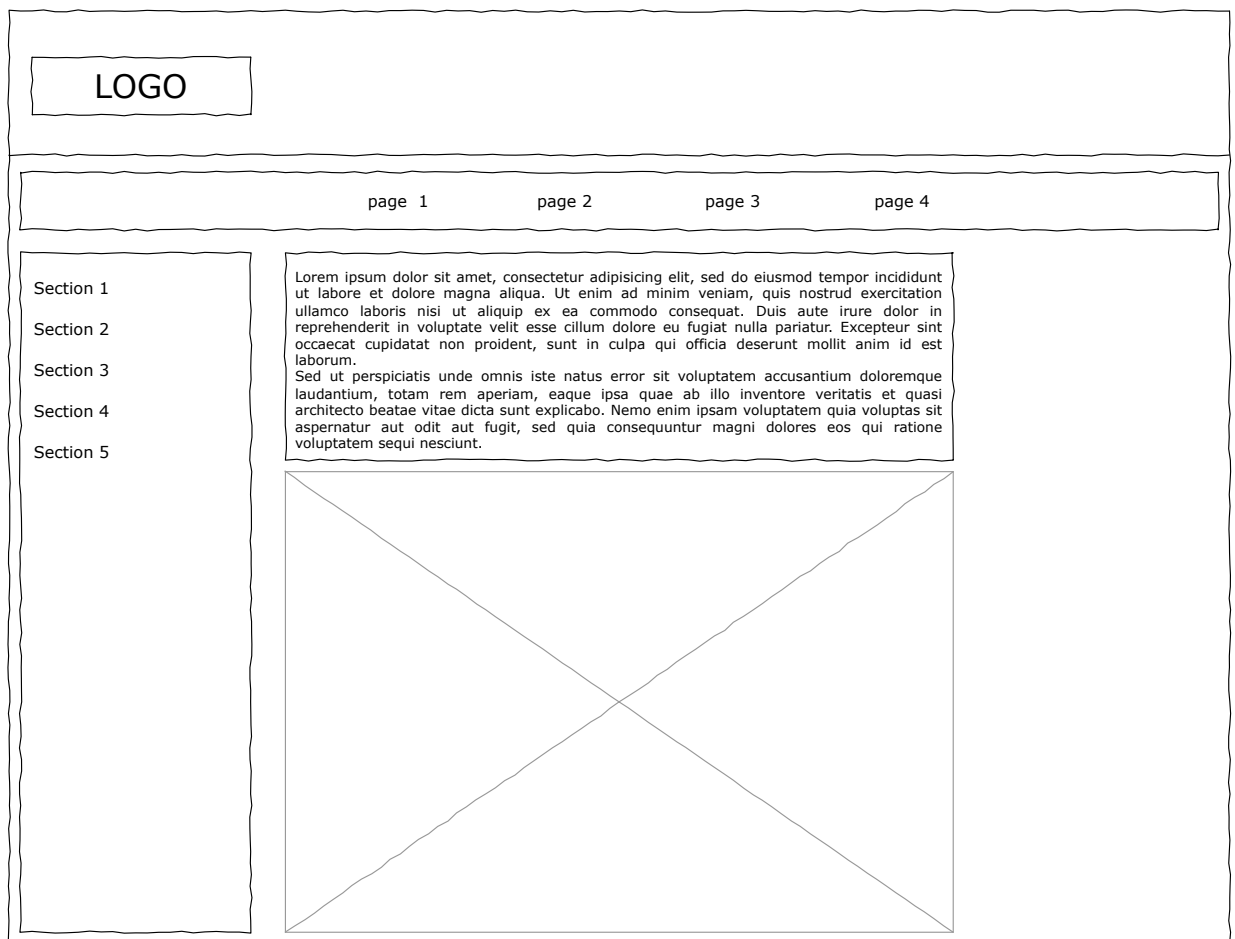 LOGO
page 1
page 2
page 3
page 4
Section 1
Section 2
Section 3
Section 4
Section 5
Lorem ipsum dolor sit amet, consectetur adipisicing elit, sed do eiusmod tempor incididunt
ut labore et dolore magna aliqua. Ut enim ad minim veniam, quis nostrud exercitation
ullamco laboris nisi ut aliquip ex ea commodo consequat. Duis aute irure dolor in
reprehenderit in voluptate velit esse cillum dolore eu fugiat nulla pariatur. Excepteur sint
occaecat cupidatat non proident, sunt in culpa qui officia deserunt mollit anim id est
laborum.
Sed ut perspiciatis unde omnis iste natus error sit voluptatem accusantium doloremque
laudantium, totam rem aperiam, eaque ipsa quae ab illo inventore veritatis et quasi
architecto beatae vitae dicta sunt explicabo. Nemo enim ipsam voluptatem quia voluptas sit
aspernatur aut odit aut fugit, sed quia consequuntur magni dolores eos qui ratione
voluptatem sequi nesciunt.